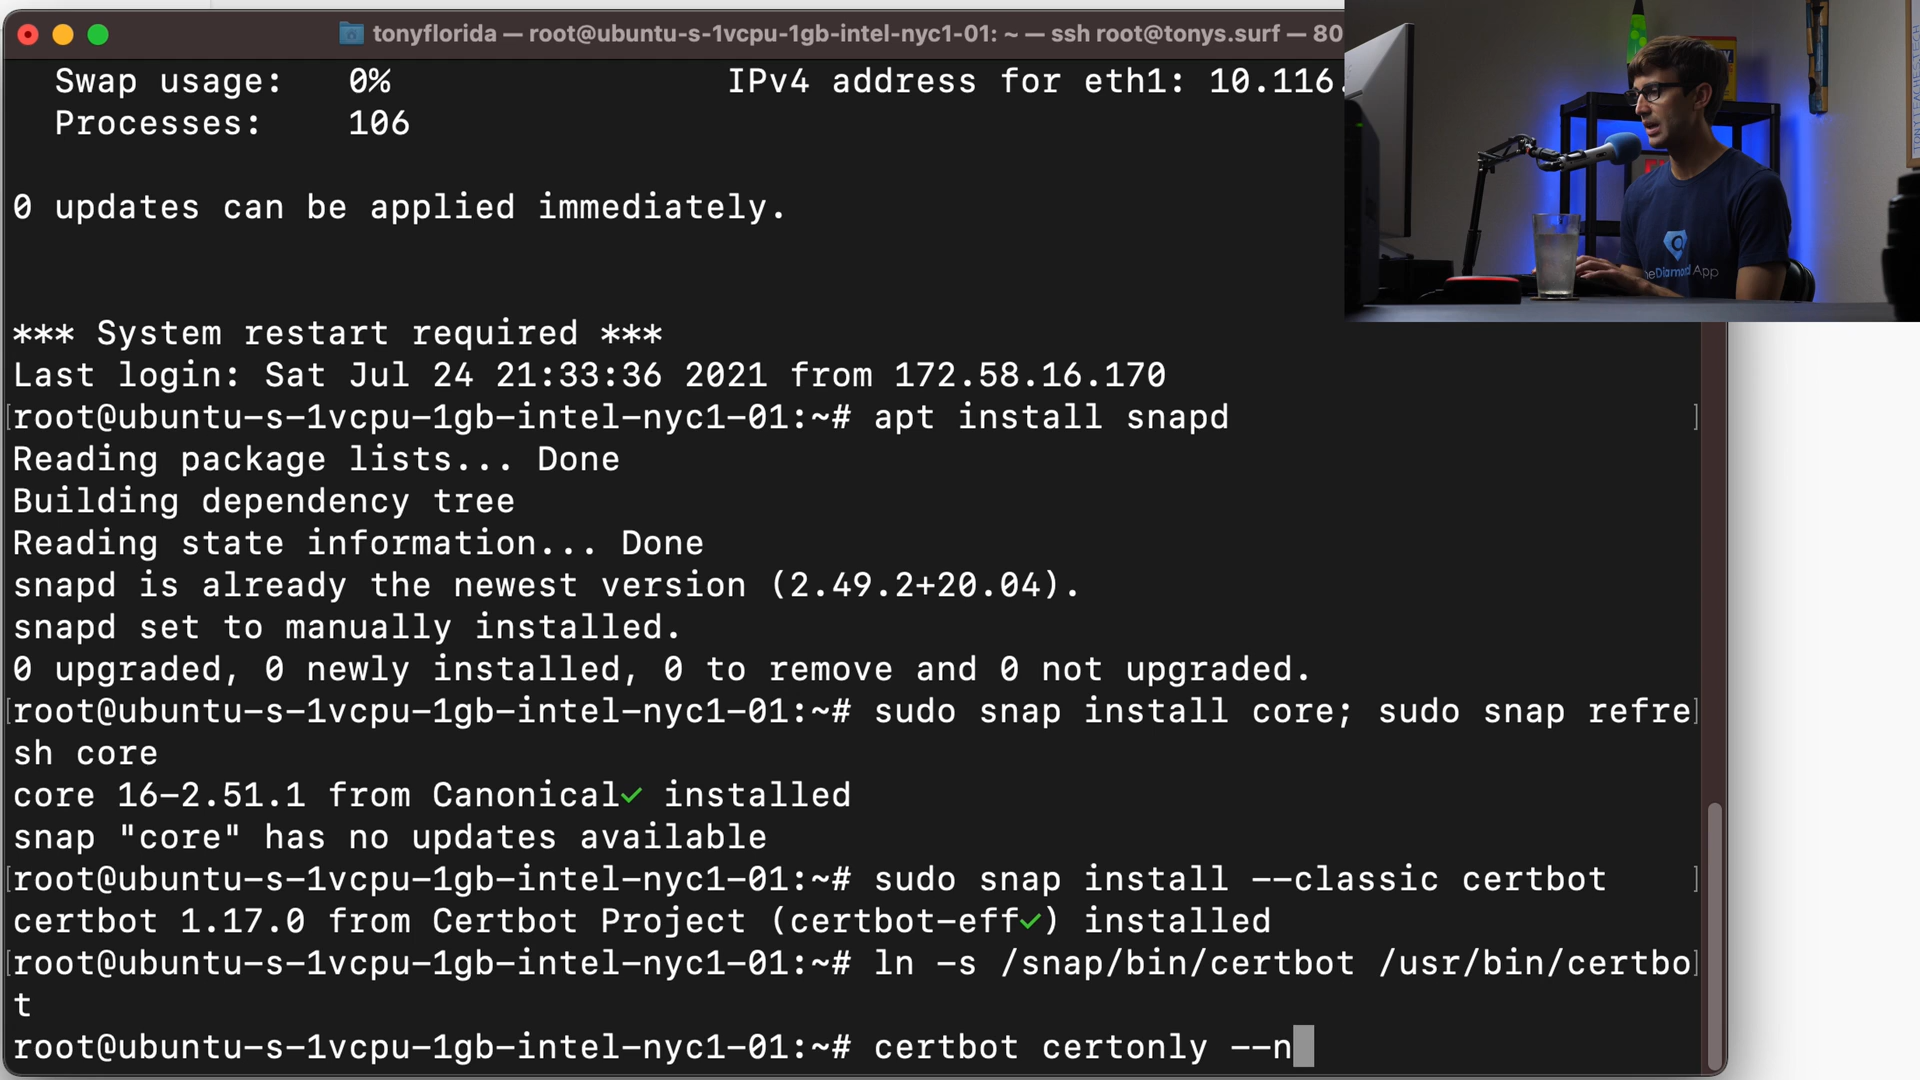 tonyflorida — root@ubuntu-s-1vcpu-1gb-intel-nyc1-01: ~ — ssh root@tonys.surf — 80
Swap usage: 0% IPv4 address for eth1: 10.116.
Processes: 106
0 updates can be applied immediately.
*** System restart required ***
Last login: Sat Jul 24 21:33:36 2021 from 172.58.16.170
[root@ubuntu-s-1vcpu-1gb-intel-nyc1-01:~# apt install snapd ]
Reading package lists... Done
Building dependency tree
Reading state information... Done
snapd is already the newest version (2.49.2+20.04).
snapd set to manually installed.
0 upgraded, 0 newly installed, 0 to remove and 0 not upgraded.
[root@ubuntu-s-1vcpu-1gb-intel-nyc1-01:~# sudo snap install core; sudo snap refre]
sh core
core 16-2.51.1 from Canonical✓ installed
snap "core" has no updates available
[root@ubuntu-s-1vcpu-1gb-intel-nyc1-01:~# sudo snap install --classic certbot ]
certbot 1.17.0 from Certbot Project (certbot-eff✓) installed
[root@ubuntu-s-1vcpu-1gb-intel-nyc1-01:~# ln -s /snap/bin/certbot /usr/bin/certbo]
t
root@ubuntu-s-1vcpu-1gb-intel-nyc1-01:~# certbot certonly --n
neDiamond App